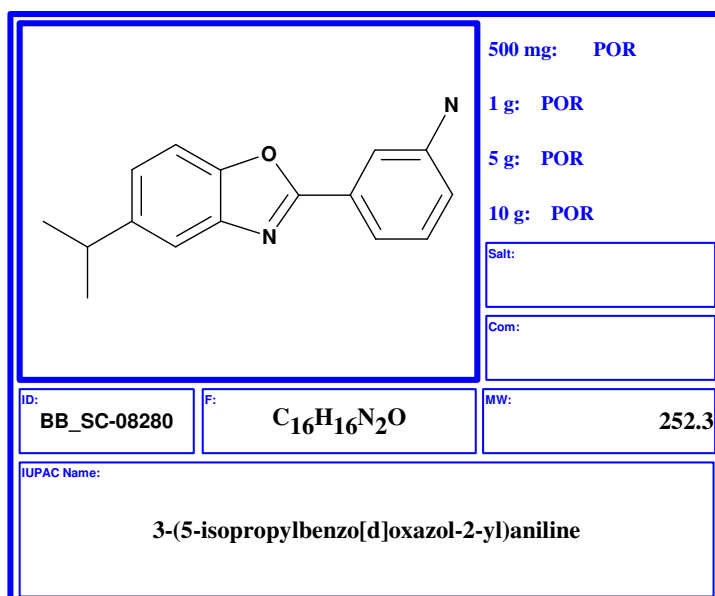 500 mg: POR
N
1 g: POR
O
5 g: POR
10 g: POR
N
Salt:
Com:
ID:
BB_SC-08280
F:
C16H16N2O
MW:
252.3
IUPAC Name:
3-(5-isopropylbenzo[d]oxazol-2-yl)aniline